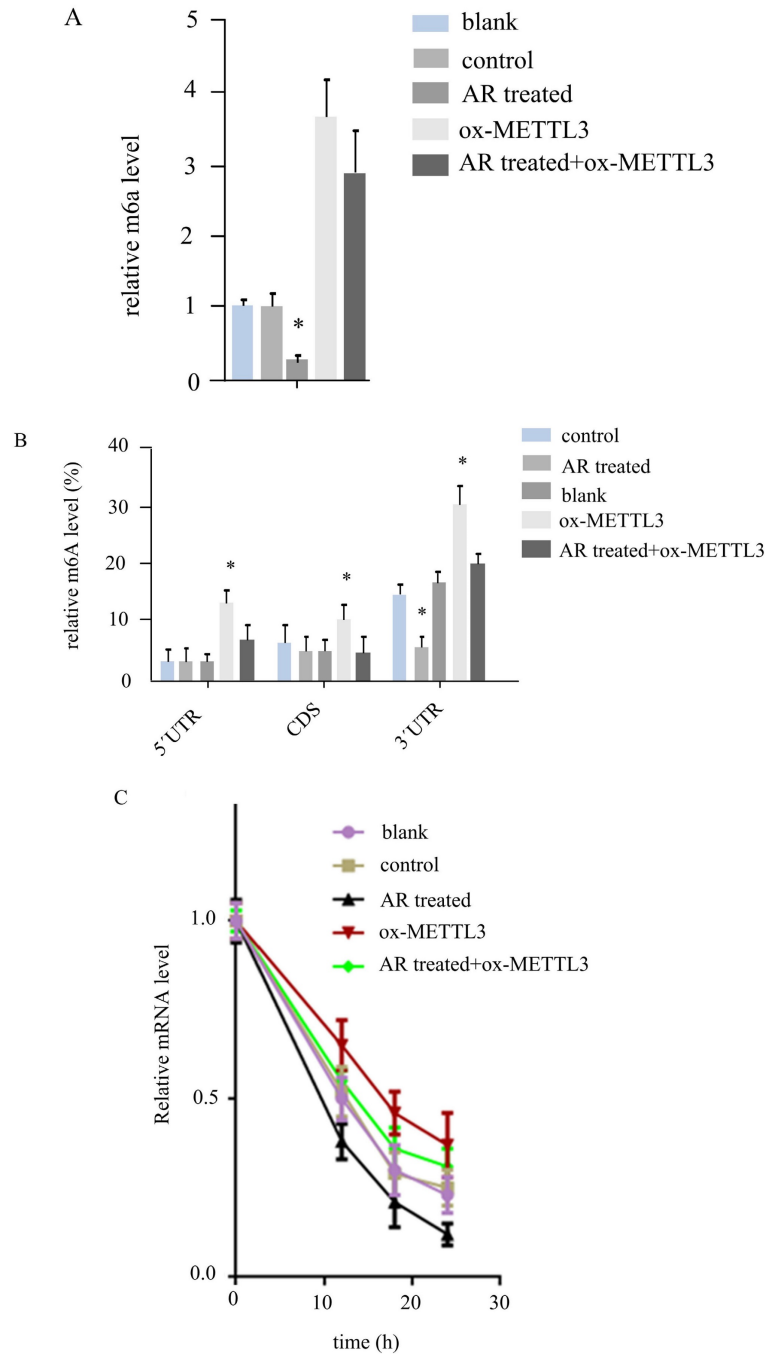 A
relative m6a level
5
4
3
2
1
0
*
blank
control
AR treated
ox-METTL3
AR treated+ox-METTL3
B
relative m6A level (%)
40
30
20
10
0
*
*
*
*
5´UTR
CDS
3´UTR
control
AR treated
blank
ox-METTL3
AR treated+ox-METTL3
C
Relative mRNA level
1.0
0.5
0.0
0
10
20
30
time (h)
blank
control
AR treated
ox-METTL3
AR treated+ox-METTL3